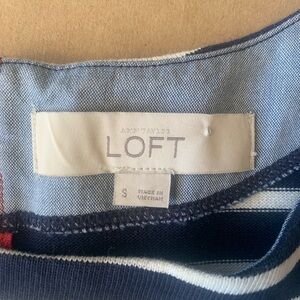 ANN TAYLOR
LOFT
S
MADE IN
VIETNAM